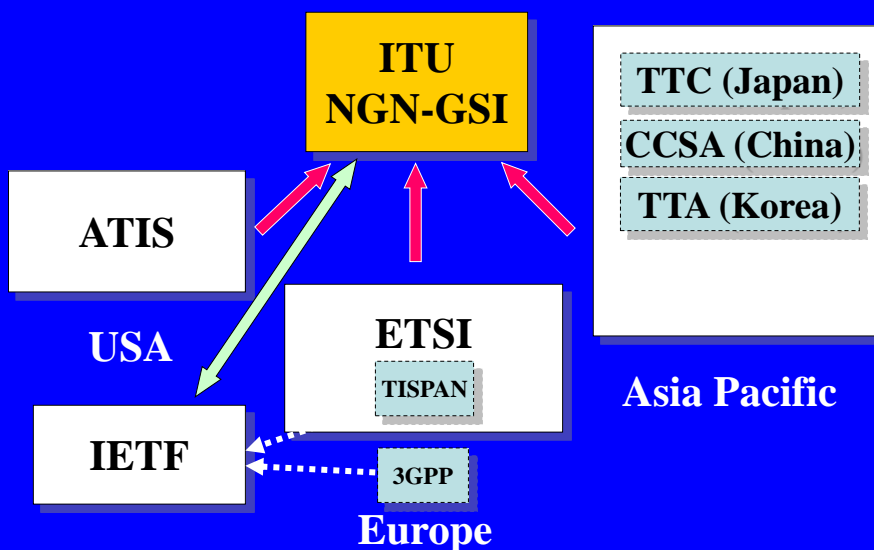 ITU
NGN-GSI
TTC (Japan)
CCSA (China)
TTA (Korea)
ATIS
USA
ETSI
TISPAN
Asia Pacific
IETF
3GPP
Europe